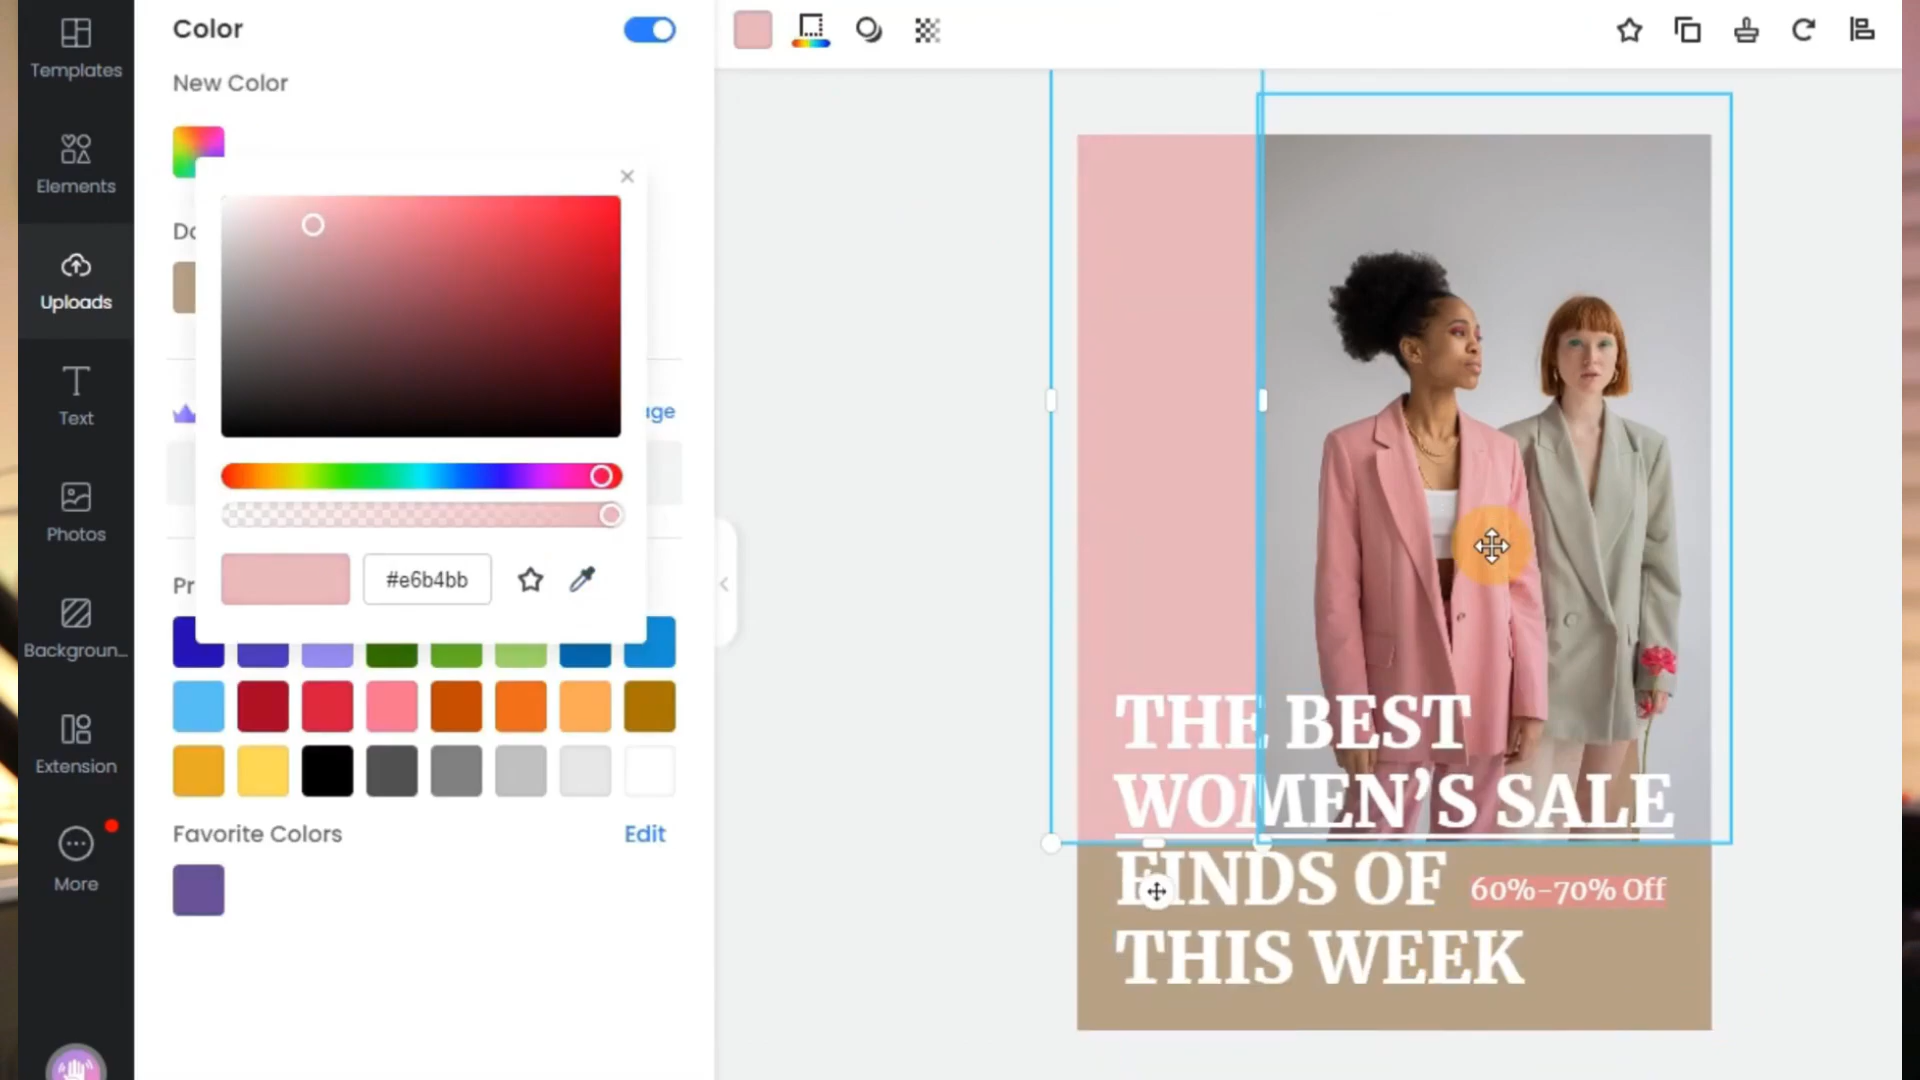 Templates
Elements
Uploads
Text
Photos
Backgroun...
Extension
More
Color
New Color
#e6b4bb
Favorite Colors
Edit
THE BEST
WOMEN’S SALE
FINDS OF
60%-70% Off
THIS WEEK